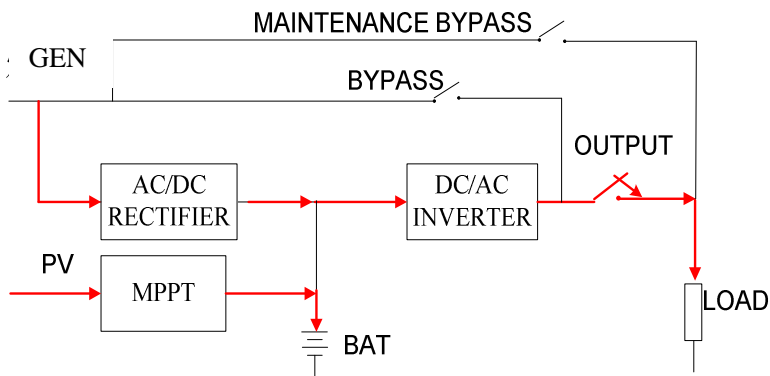 MAINTENANCE BYPASS
GEN
BYPASS
OUTPUT
AC/DC
RECTIFIER
DC/AC
INVERTER
PV
MPPT
LOAD
BAT